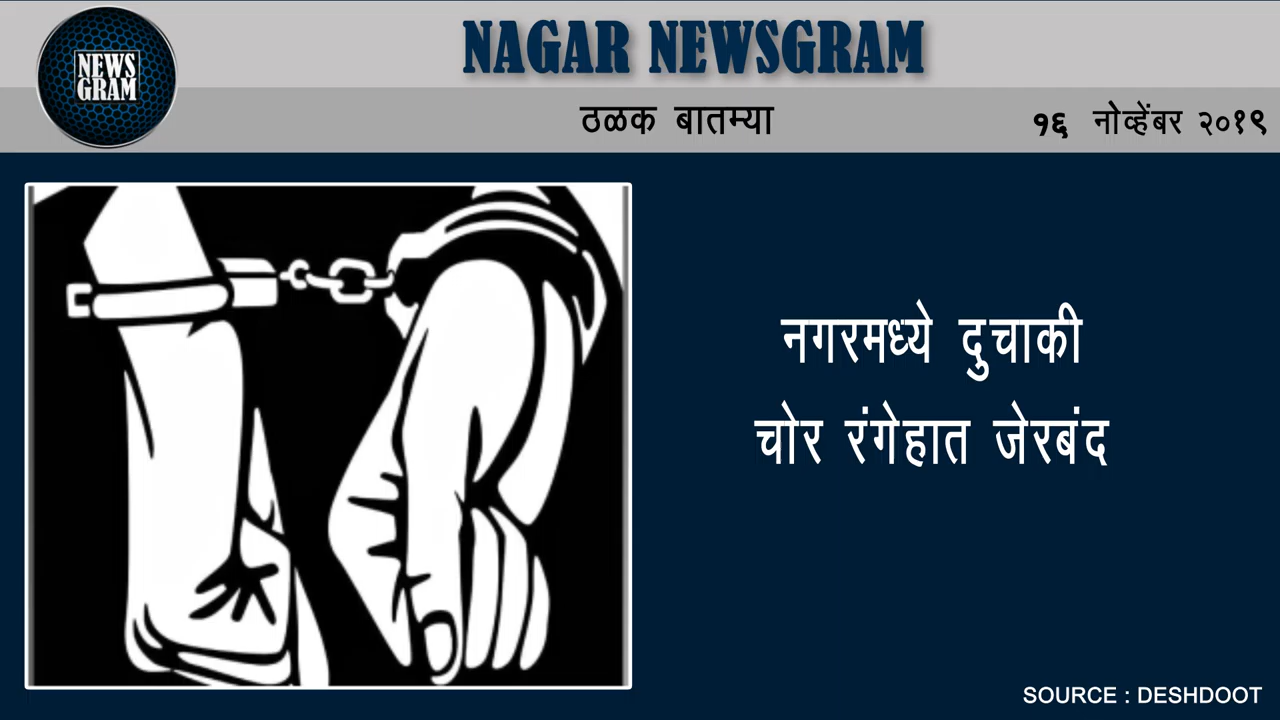 NEWS
GRAM
NAGAR NEWSGRAM
ठळक बातम्या
१६ नोव्हेंबर २०१९
नगरमध्ये दुचाकी
चोर रंगेहात जेरबंद
SOURCE : DESHDOOT